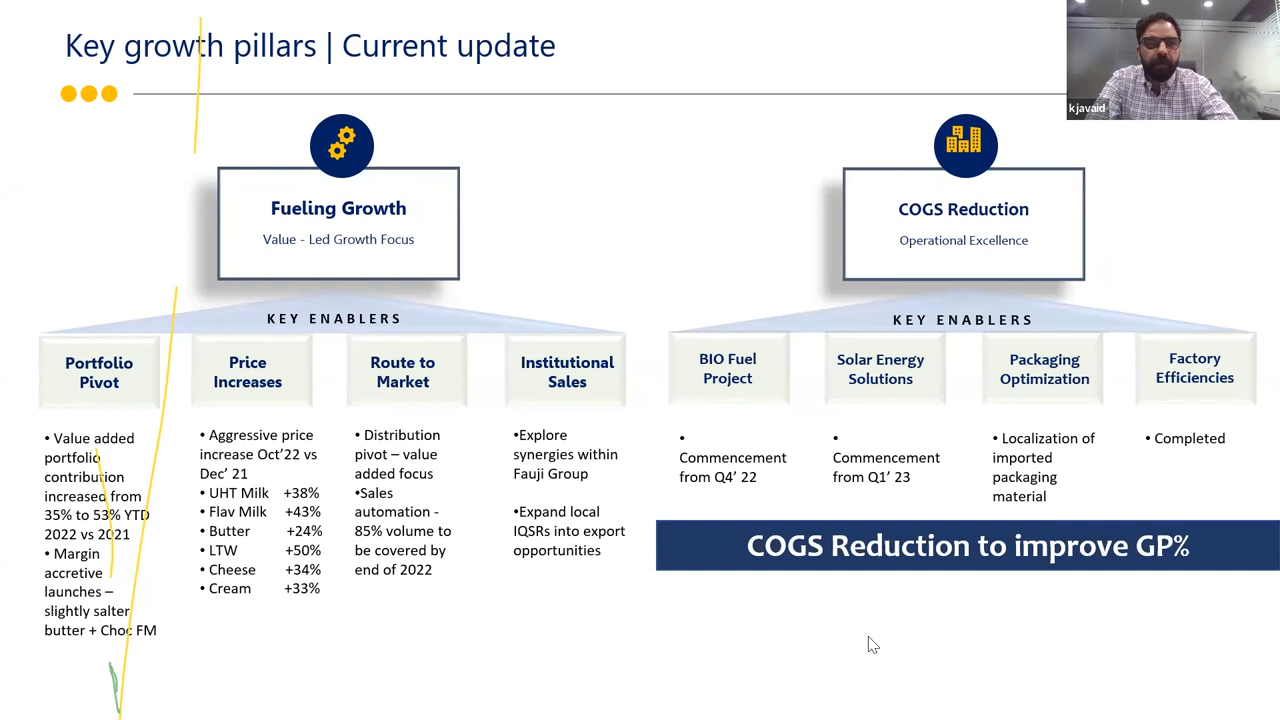 Key growth pillars | Current update
kjavaid
Fueling Growth
Value - Led Growth Focus
KEY ENABLERS
Portfolio
Pivot
• Value added
portfolio
contribution
increased from
35% to 53% YTD
2022 vs 2021
• Margin
accretive
launches –
slightly salter
butter + Choc FM
Price
Increases
• Aggressive price
increase Oct'22 vs
Dec' 21
• UHT Milk +38%
• Flav Milk +43%
• Butter +24%
• LTW +50%
• Cheese +34%
• Cream +33%
Route to
Market
• Distribution
pivot – value
added focus
•Sales
automation -
85% volume to
be covered by
end of 2022
Institutional
Sales
•Explore
synergies within
Fauji Group
•Expand local
IQSRs into export
opportunities
COGS Reduction
Operational Excellence
KEY ENABLERS
BIO Fuel
Project
•
Commencement
from Q4' 22
Solar Energy
Solutions
•
Commencement
from Q1' 23
Packaging
Optimization
• Localization of
imported
packaging
material
Factory
Efficiencies
• Completed
COGS Reduction to improve GP%